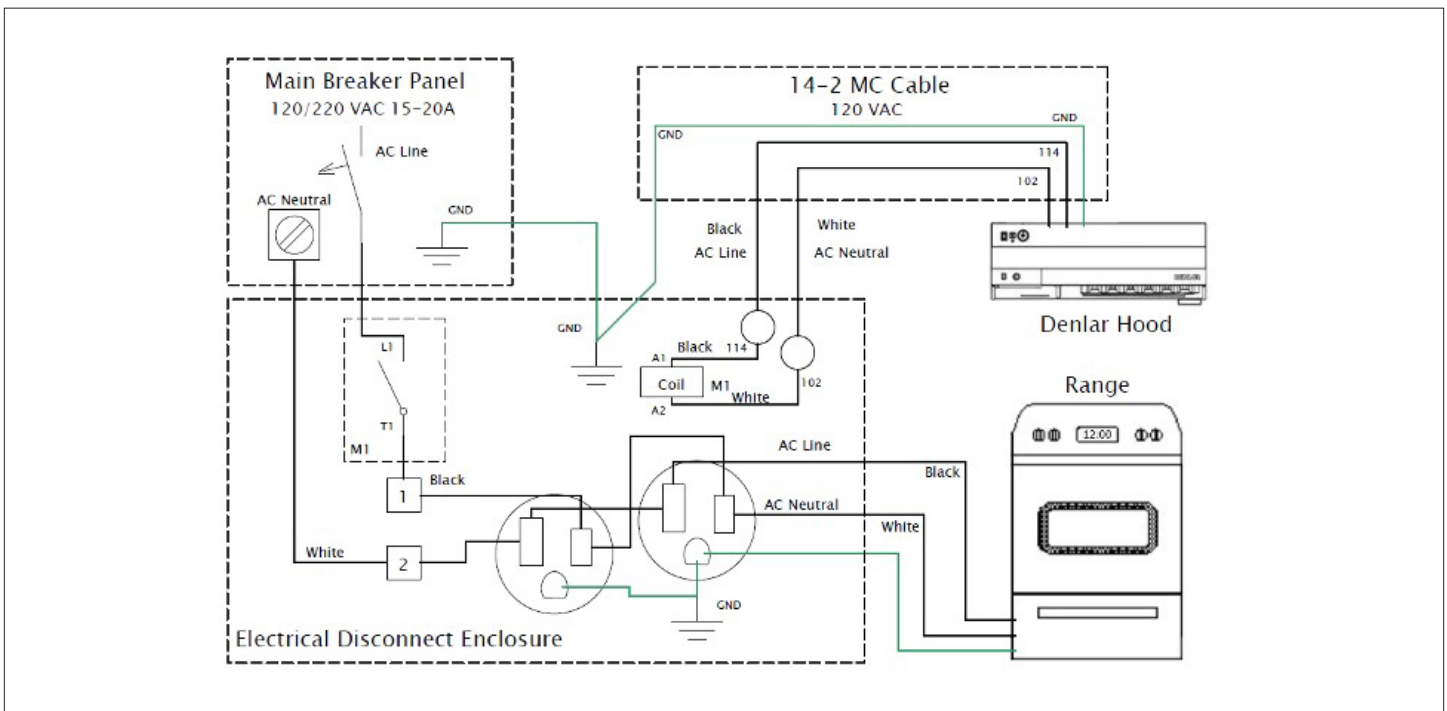 Main Breaker Panel
120/220 VAC 15-20A
AC Line
AC Neutral
GND
14-2 MC Cable
120 VAC
GND
GND
114
102
Black
AC Line
White
AC Neutral
Denlar Hood
GND
L1
T1
M1
A1
Black
114
Coil
M1
A2
White
102
Range
12:00
AC Line
Black
AC Neutral
White
1
Black
White
2
GND
Electrical Disconnect Enclosure